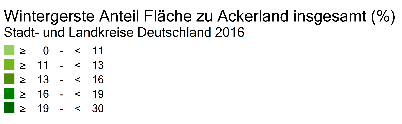 Wintergerste Anteil Fläche zu Ackerland insgesamt (%)
Stadt- und Landkreise Deutschland 2016
≥ 0 - < 11
≥ 11 - < 13
≥ 13 - < 16
≥ 16 - < 19
≥ 19 - < 30